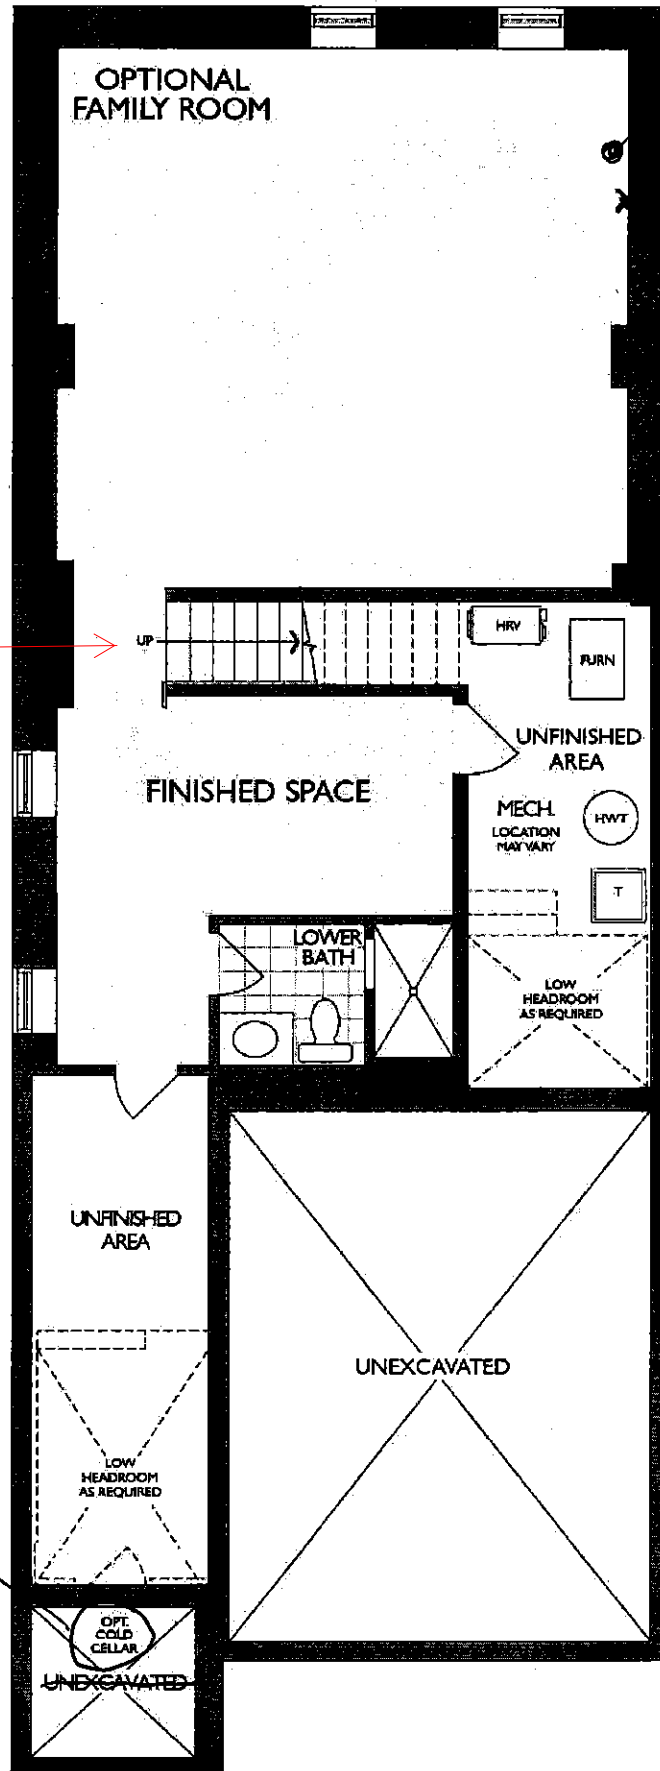 OPTIONAL
FAMILY ROOM
UP
HRV
FURN
UNFINISHED
AREA
FINISHED SPACE
MECH.
LOCATION
MAY VARY
HWT
T
LOWER
BATH
LOW
HEADROOM
AS REQUIRED
UNFINISHED
AREA
UNEXCAVATED
LOW
HEADROOM
AS REQUIRED
OPT.
COLD
CELLAR
UNEXCAVATED